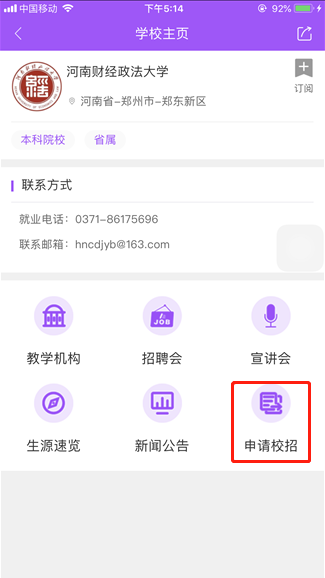 中国移动 下午5:14 92%
学校主页
河南财经政法大学
河南省-郑州市-郑东新区
订阅
本科院校 省属
联系方式
就业电话：0371-86175696
联系邮箱：hncdjyb@163.com
教学机构 招聘会 宣讲会
JOB
生源速览 新闻公告 申请校招